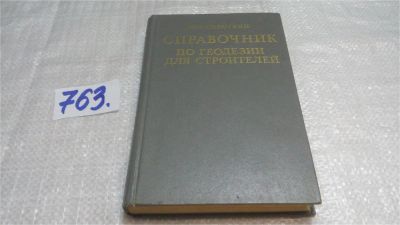 763.
СПРАВОЧНИК
ПО ГЕОДЕЗИИ
ДЛЯ СТРОИТЕЛЕЙ